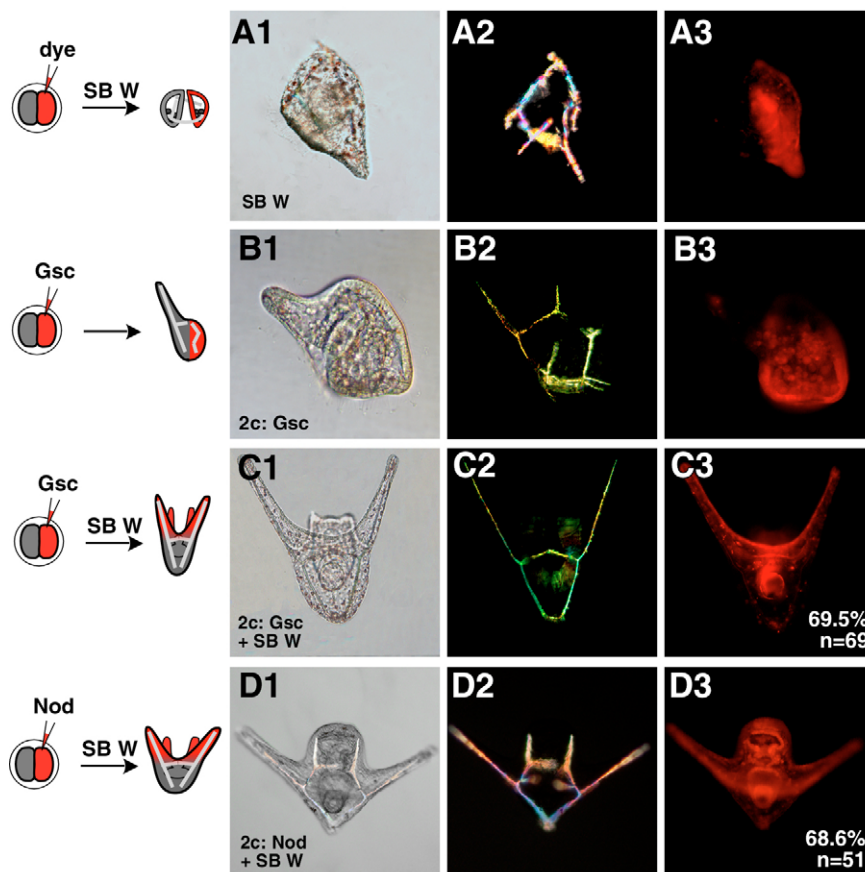 dye
SB W
A1
SB W
A2
A3
Gsc
B1
2c: Gsc
B2
B3
Gsc
SB W
C1
2c: Gsc
+ SB W
C2
C3
69.5%
n=69
Nod
SB W
D1
2c: Nod
+ SB W
D2
D3
68.6%
n=51